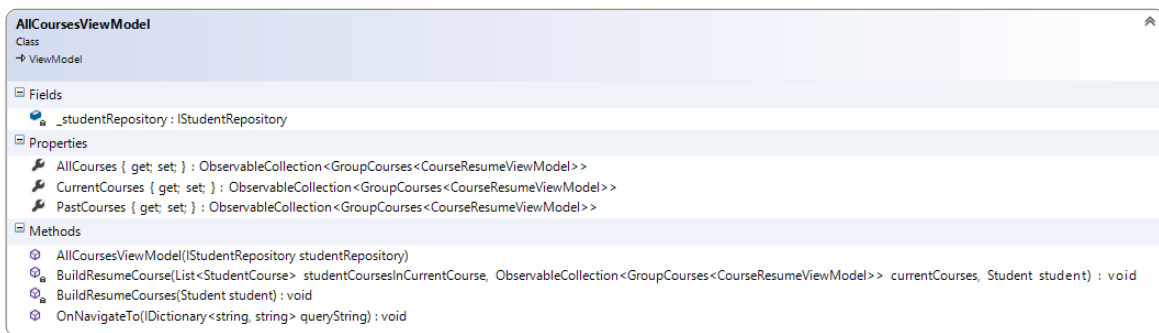 AllCoursesViewModel
Class
ViewModel
Fields
_studentRepository : IStudentRepository
Properties
AllCourses { get; set; } : ObservableCollection<GroupCourses<CourseResumeViewModel>>
CurrentCourses { get; set; } : ObservableCollection<GroupCourses<CourseResumeViewModel>>
PastCourses { get; set; } : ObservableCollection<GroupCourses<CourseResumeViewModel>>
Methods
AllCoursesViewModel(IStudentRepository studentRepository)
BuildResumeCourse(List<StudentCourse> studentCoursesInCurrentCourse, ObservableCollection<GroupCourses<CourseResumeViewModel>> currentCourses, Student student) : void
BuildResumeCourses(Student student) : void
OnNavigateTo(IDictionary<string, string> queryString) : void